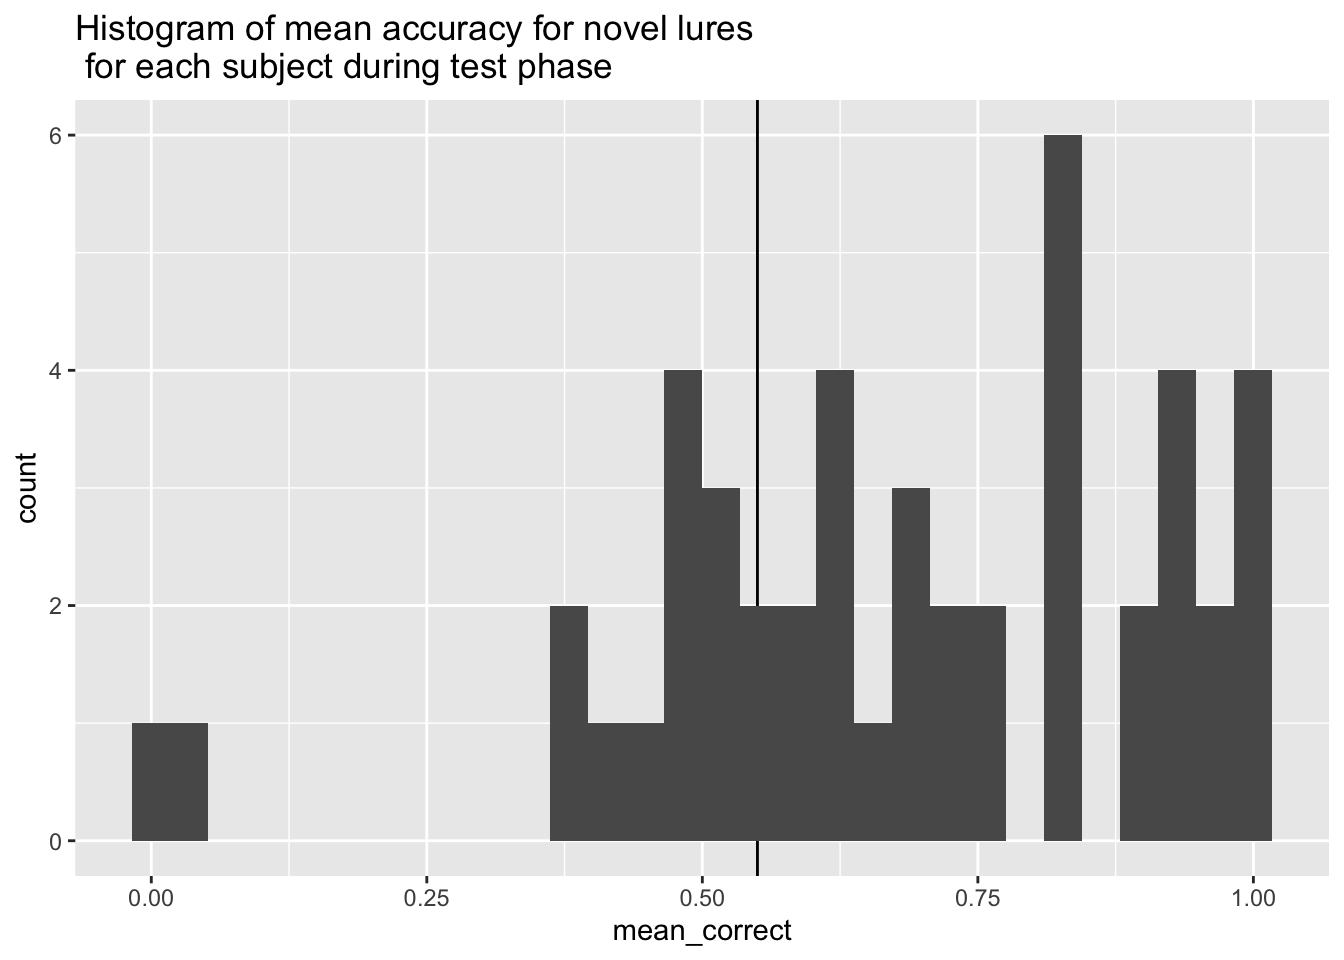 Histogram of mean accuracy for novel lures
for each subject during test phase
6
4
2
0
count
0.00 0.25 0.50 0.75 1.00
mean_correct